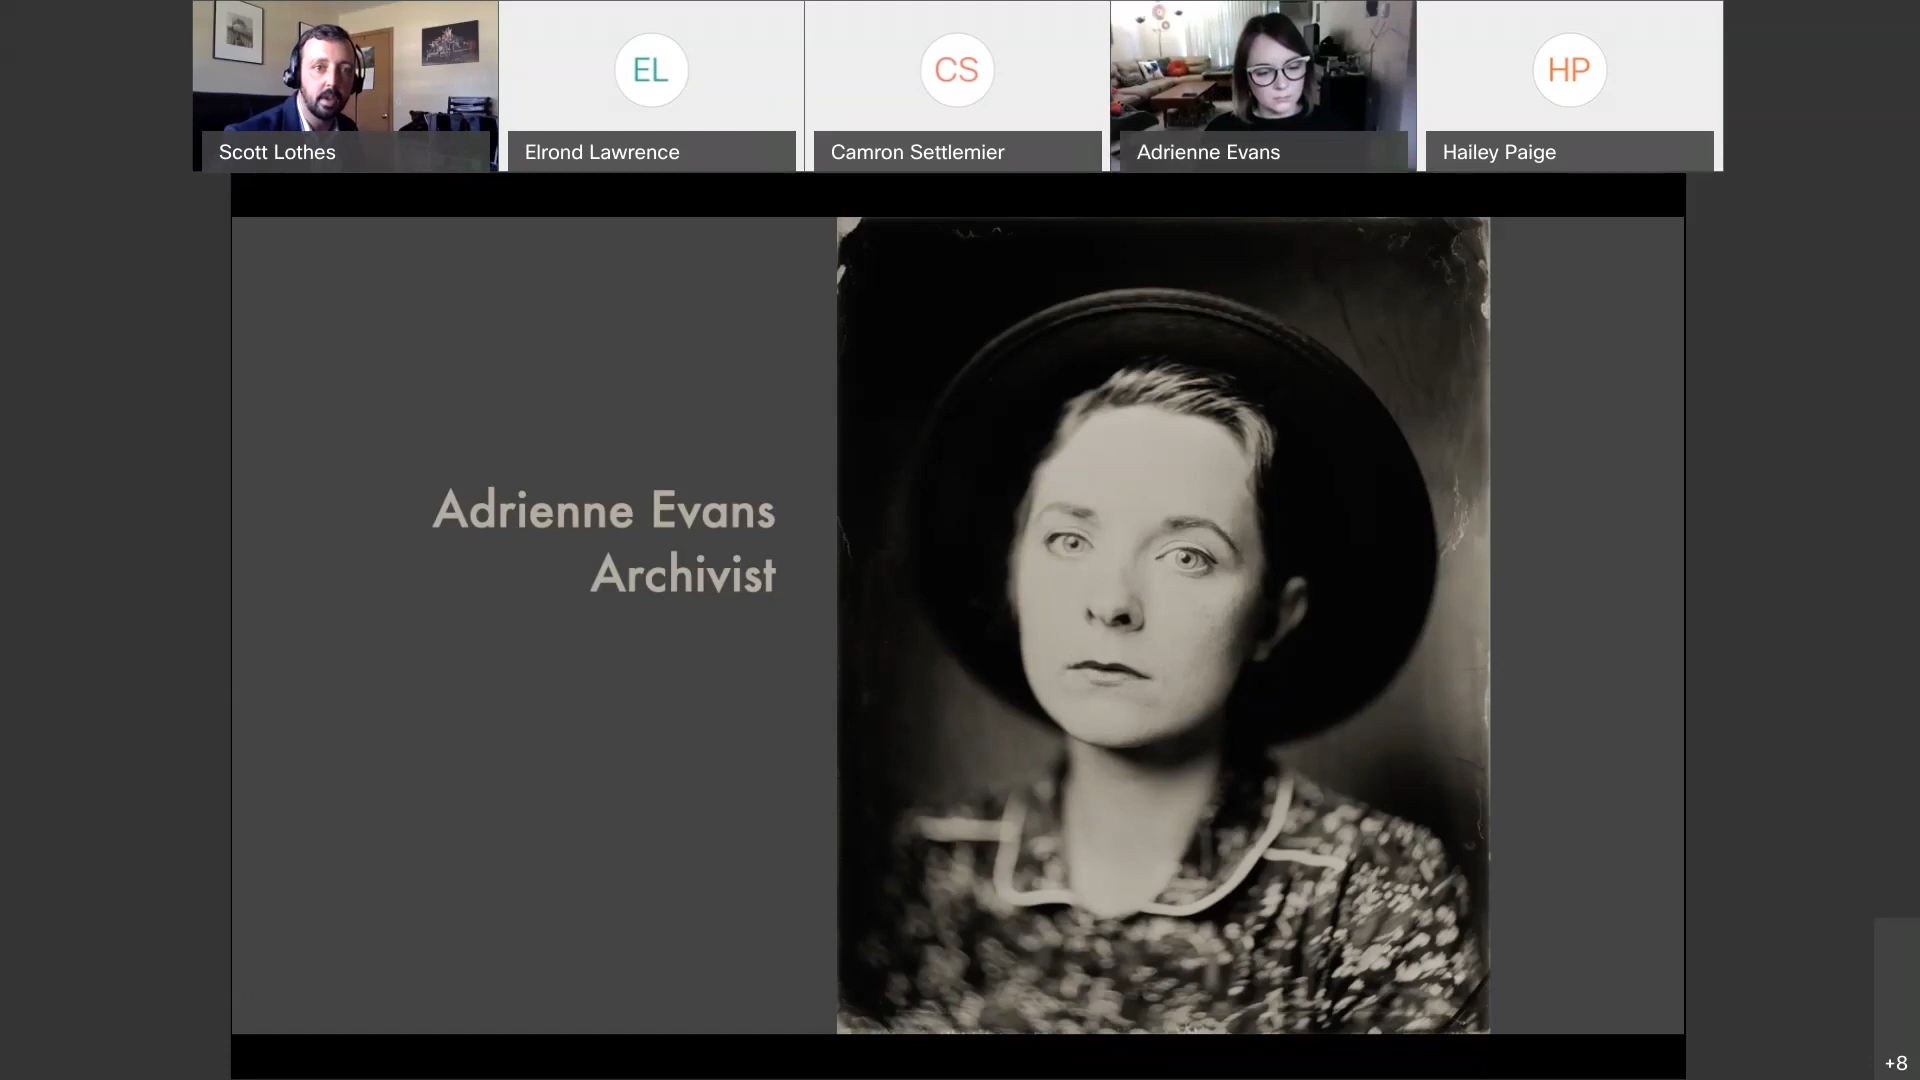 EL
CS
HP
Scott Lothes
Elrond Lawrence
Camron Settlemier
Adrienne Evans
Hailey Paige
Adrienne Evans
Archivist
+8